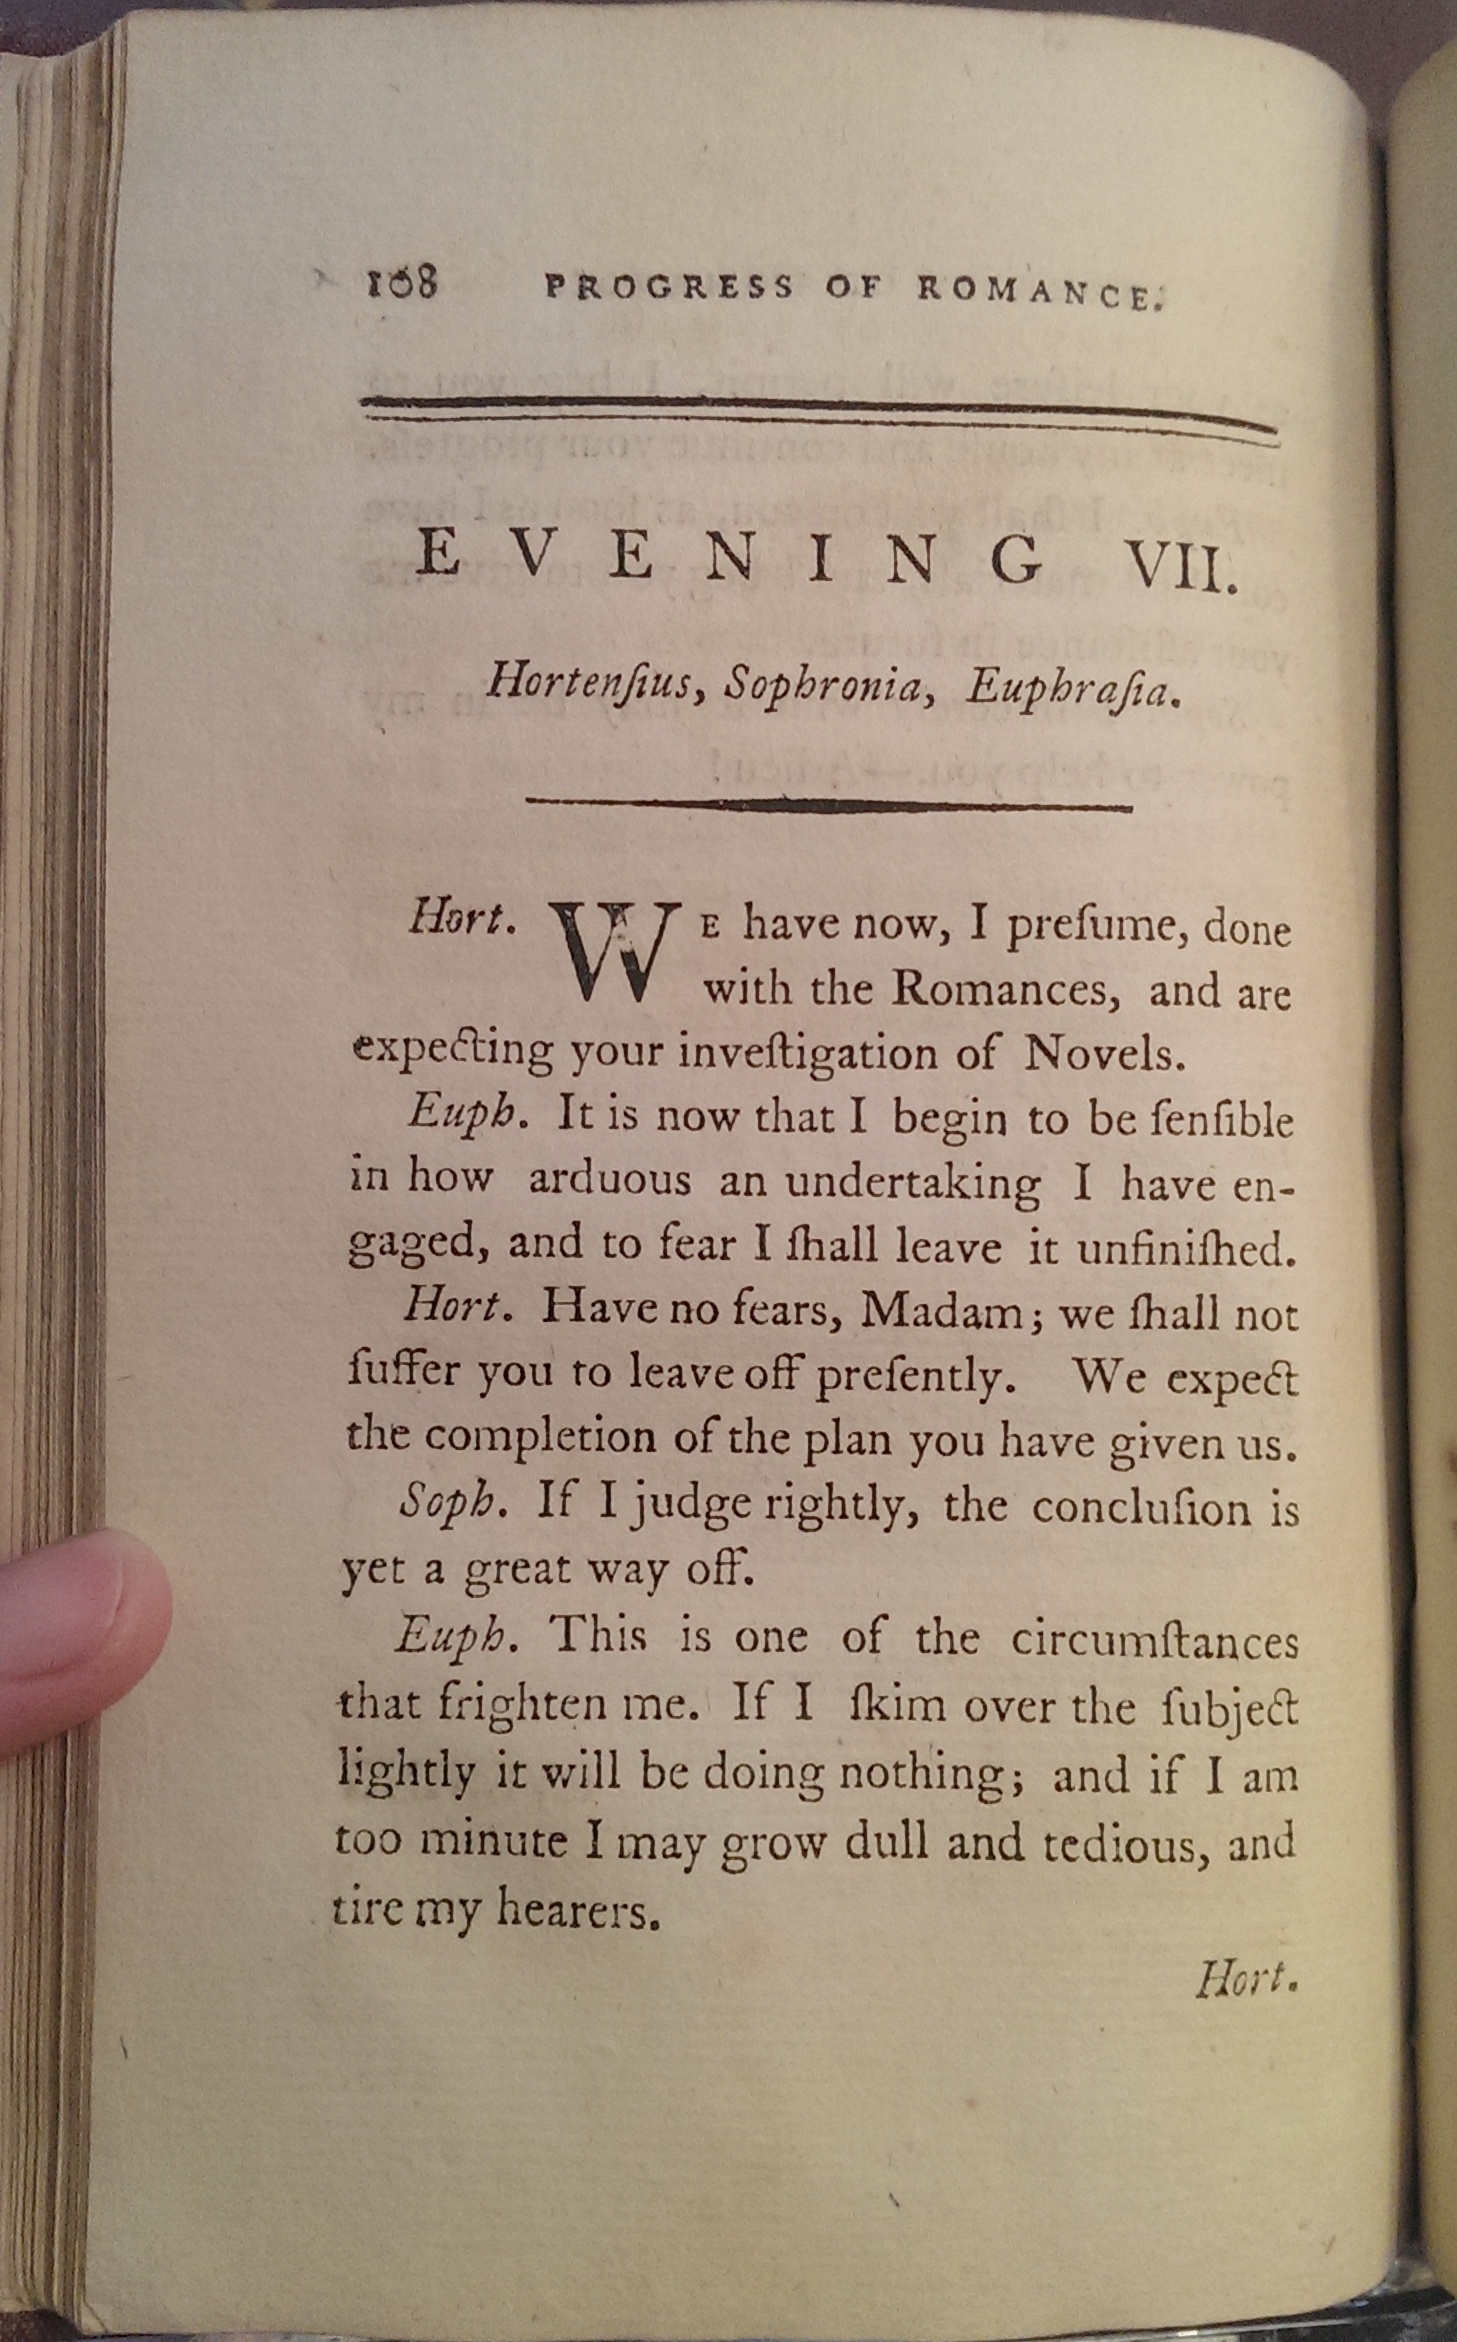 108 PROGRESS OF ROMANCE.
EVENING VII.
Hortenſius, Sophronia, Euphraſia.
Hort. WE have now, I preſume, done
with the Romances, and are
expecting your inveſtigation of Novels.
Euph. It is now that I begin to be ſenſible
in how arduous an undertaking I have en-
gaged, and to fear I ſhall leave it unfiniſhed.
Hort. Have no fears, Madam; we ſhall not
ſuffer you to leave off preſently. We expect
the completion of the plan you have given us.
Soph. If I judge rightly, the concluſion is
yet a great way off.
Euph. This is one of the circumſtances
that frighten me. If I ſkim over the ſubject
lightly it will be doing nothing; and if I am
too minute I may grow dull and tedious, and
tire my hearers.
Hort.